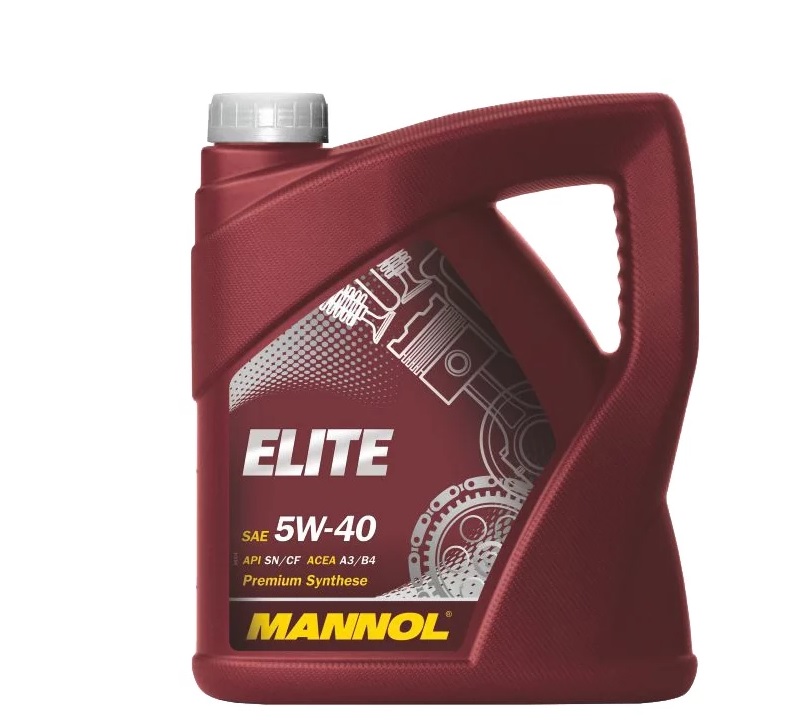 ELITE
SAE 5W-40
API SN/CF ACEA A3/B4
Premium Synthese
MANNOL®